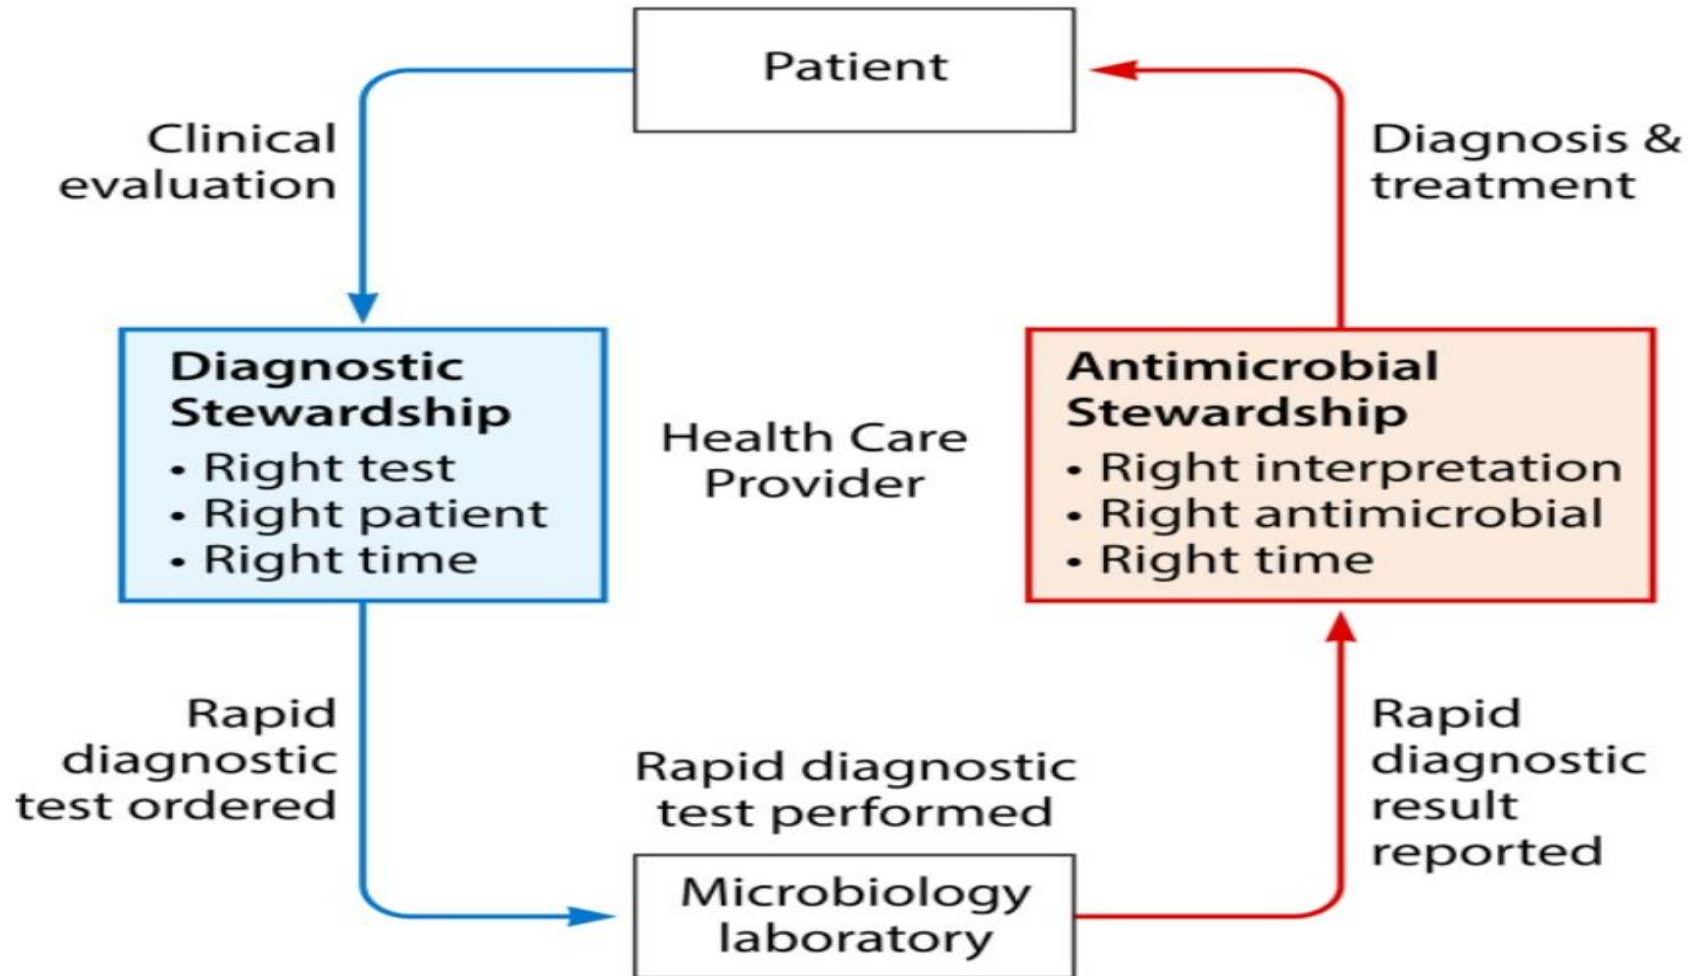 Patient
Clinical
evaluation
Diagnosis &
treatment
Diagnostic
Stewardship
• Right test
• Right patient
• Right time
Health Care
Provider
Antimicrobial
Stewardship
• Right interpretation
• Right antimicrobial
• Right time
Rapid
diagnostic
test ordered
Rapid diagnostic
test performed
Rapid
diagnostic
result
reported
Microbiology
laboratory